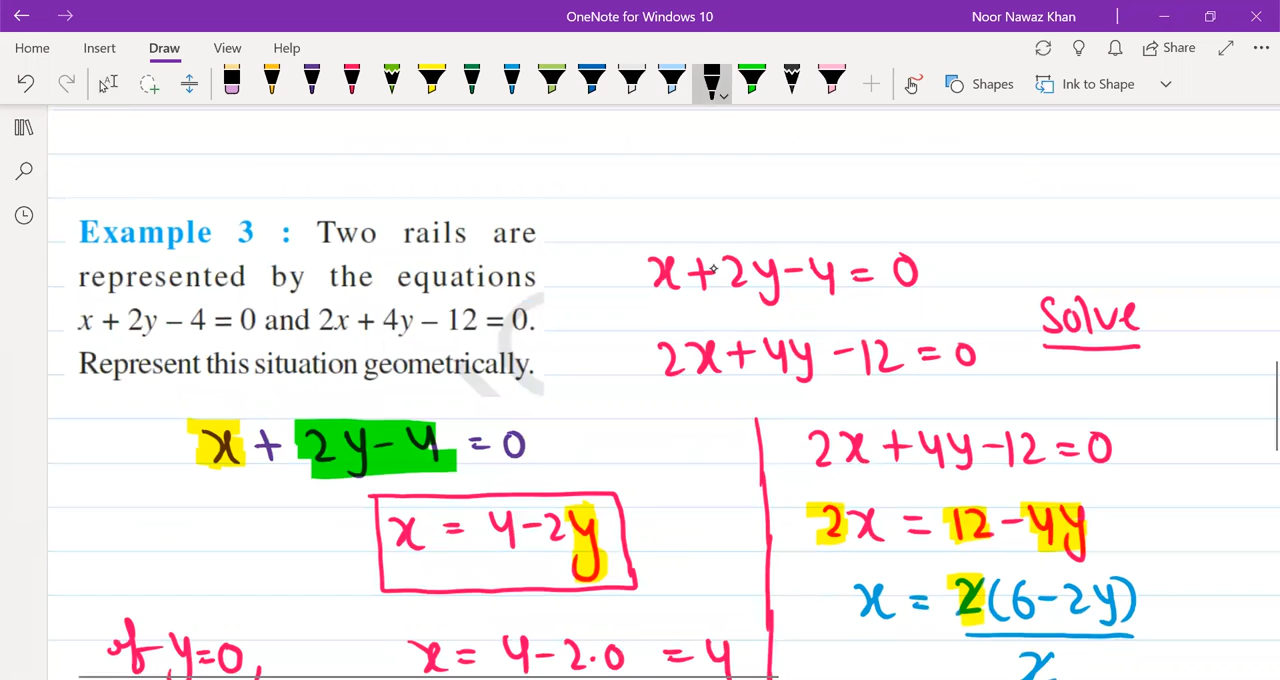 OneNote for Windows 10
Noor Nawaz Khan
Home Insert Draw View Help
Share
Shapes
Ink to Shape
Example 3 : Two rails are
represented by the equations
x + 2y – 4 = 0 and 2x + 4y – 12 = 0.
Represent this situation geometrically.
x+2y-4=0
2x+4y-12=0
Solve
x + 2y-4 = 0
x = 4-2y
if y=0, x = 4-2·0 = 4
2x+4y-12=0
2x = 12-4y
x = 2(6-2y)